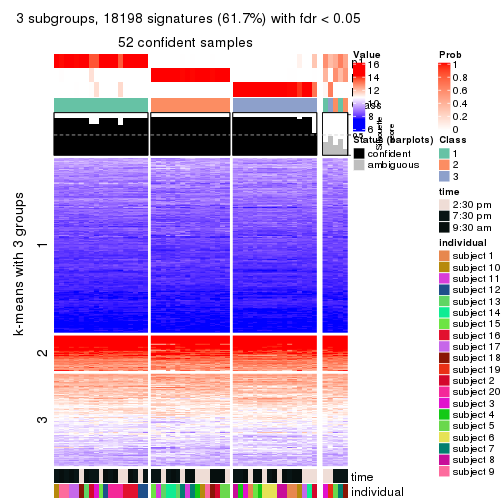 3 subgroups, 18198 signatures (61.7%) with fdr < 0.05
52 confident samples
k-means with 3 groups
1
2
3
time
individual
Value
16
14
12
10
8
6
Silhouette
score
Status (barplots)
confident
ambiguous
Prob
1
0.8
0.6
0.4
0.2
0
Class
1
2
3
time
2:30 pm
7:30 pm
9:30 am
individual
subject 1
subject 10
subject 11
subject 12
subject 13
subject 14
subject 15
subject 16
subject 17
subject 18
subject 19
subject 2
subject 20
subject 3
subject 4
subject 5
subject 6
subject 7
subject 8
subject 9